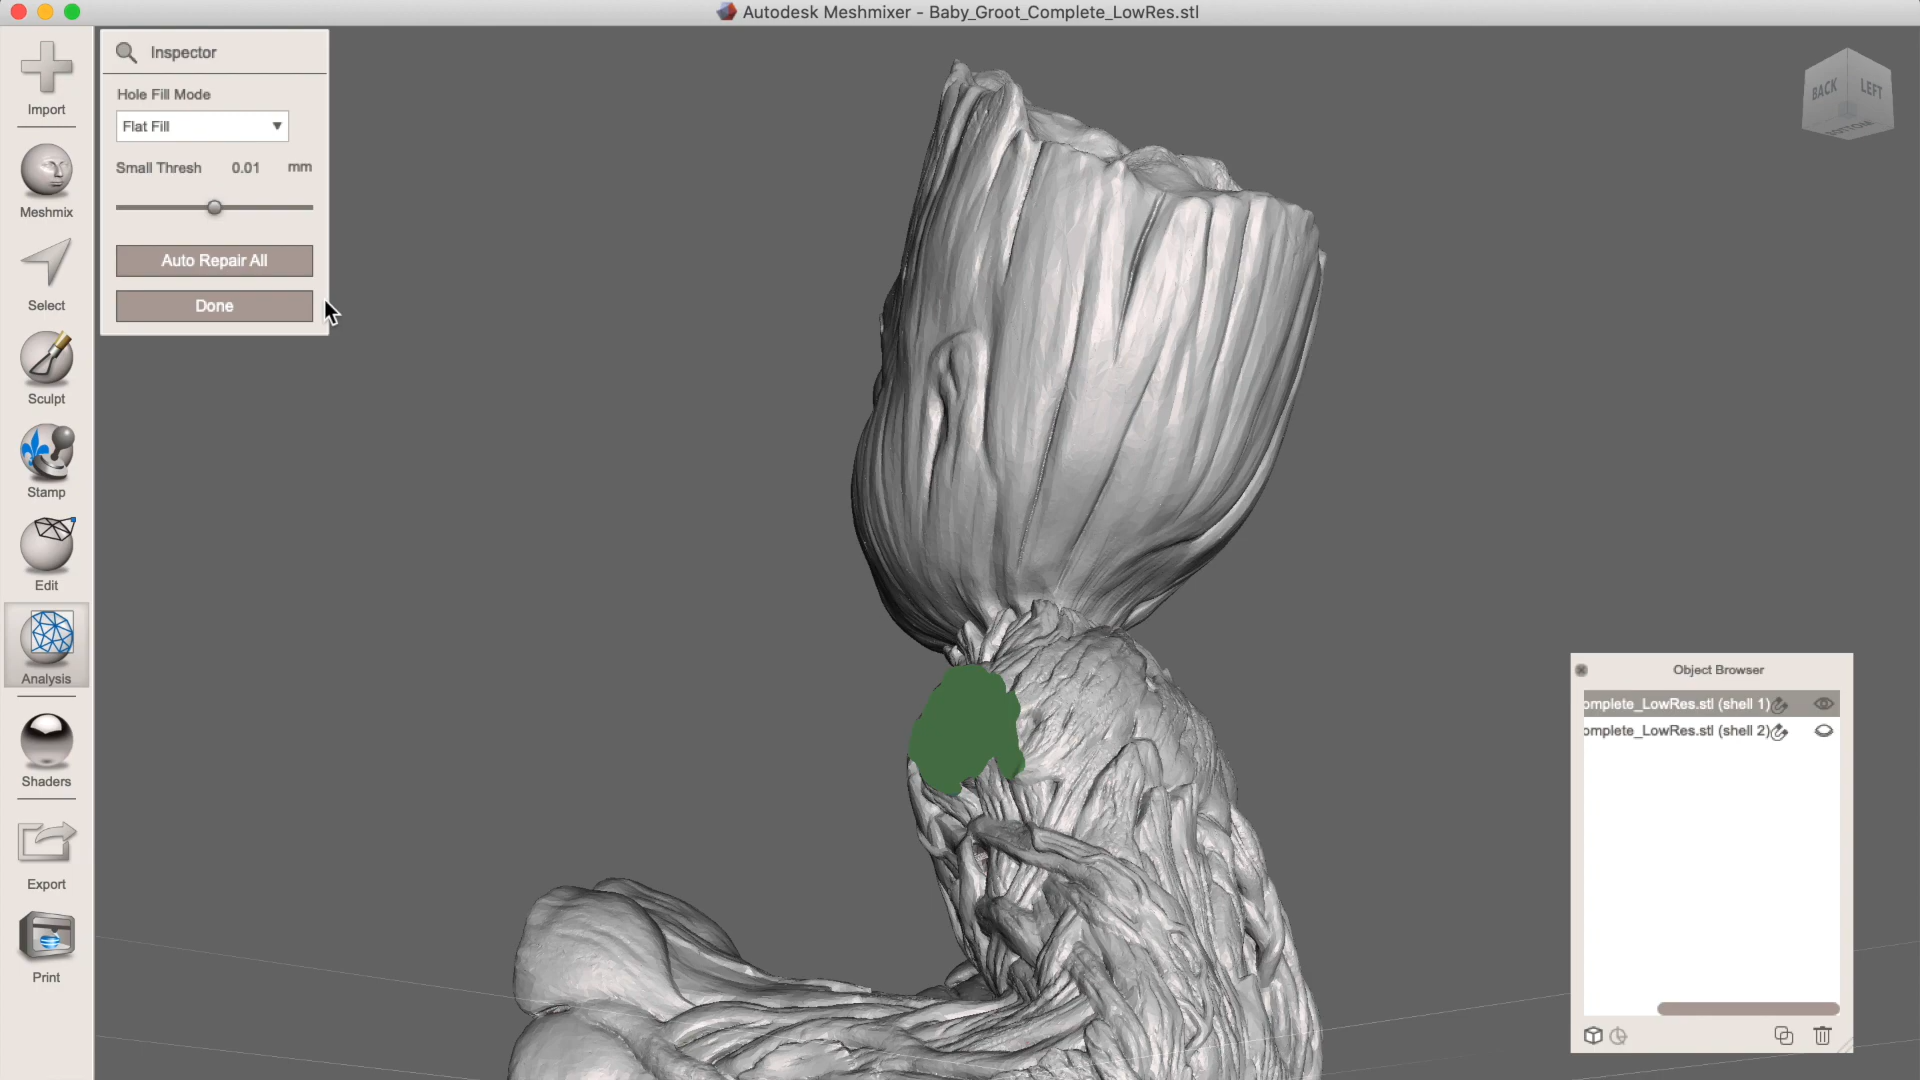 Autodesk Meshmixer - Baby_Groot_Complete_LowRes.stl
Import
Meshmix
Select
Sculpt
Stamp
Edit
Analysis
Shaders
Export
Print
Inspector
Hole Fill Mode
Flat Fill
Small Thresh 0.01 mm
Auto Repair All
Done
BACK LEFT
BOTTOM
Object Browser
omplete_LowRes.stl (shell 1)
omplete_LowRes.stl (shell 2)